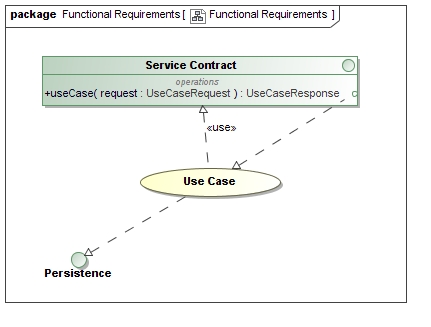 package Functional Requirements [ Functional Requirements ]
Service Contract
operations
+useCase( request : UseCaseRequest ) : UseCaseResponse
«use»
Use Case
Persistence